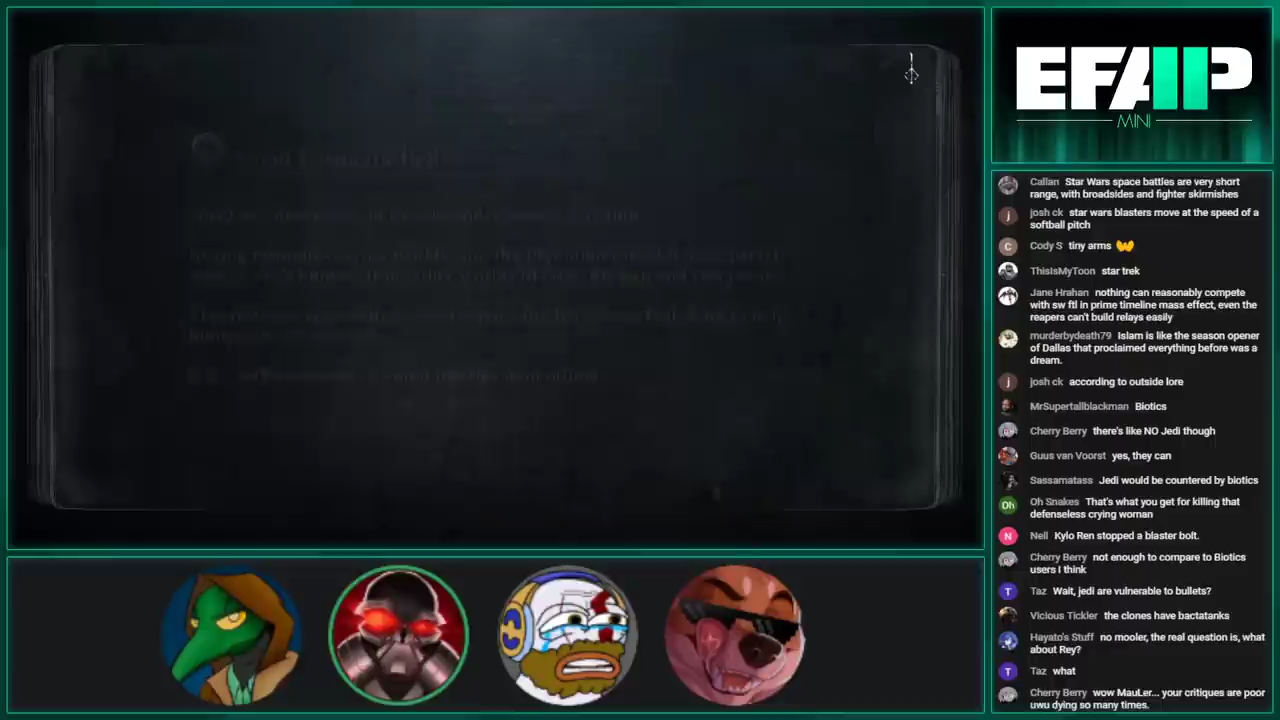 EFAP
MINI
Callan Star Wars space battles are very short
range, with broadsides and fighter skirmishes
josh ck star wars blasters move at the speed of a
softball pitch
Cody S tiny arms
ThisIsMyToon star trek
Jane Hrahan nothing can reasonably compete
with sw ftl in prime timeline mass effect, even the
reapers can't build relays easily
murderbydeath79 Islam is like the season opener
of Dallas that proclaimed everything before was a
dream.
josh ck according to outside lore
MrSupertallblackman Biotics
Cherry Berry there's like NO Jedi though
Guus van Voorst yes, they can
Sassamatass Jedi would be countered by biotics
Oh
Oh Snakes That's what you get for killing that
defenseless crying woman
Neil Kylo Ren stopped a blaster bolt.
Cherry Berry not enough to compare to Biotics
users I think
Taz Wait, jedi are vulnerable to bullets?
Vicious Tickler the clones have bactatanks
Hayato's Stuff no mooler, the real question is, what
about Rey?
Taz what
Cherry Berry wow MauLer... your critiques are poor
uwu dying so many times.